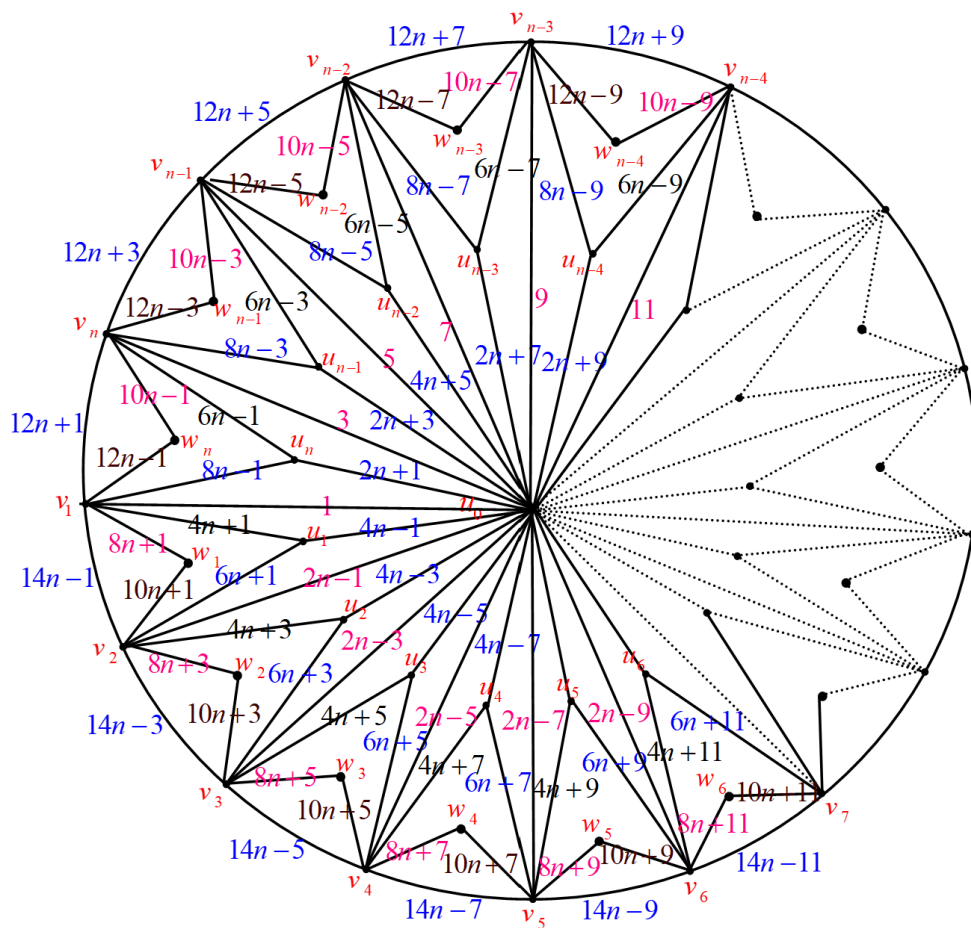 v_{n-3}
12n+7
12n+9
v_{n-2}
v_{n-4}
10n-7
12n-7
12n-9
10n-9
12n+5
w_{n-3}
w_{n-4}
v_{n-1}
10n-5
6n-7
12n-5
w_{n-2}
8n-7
8n-9
6n-9
6n-5
12n+3
10n-3
8n-5
u_{n-3}
u_{n-4}
6n-3
u_{n-2}
9
12n-3
w_{n-1}
11
v_n
7
8n-3
u_{n-1}
5
2n+7
2n+9
4n+5
10n-1
6n-1
3
2n+3
12n+1
w_n
u_n
12n-1
8n-1
2n+1
v_1
1
u_0
4n+1
4n-1
8n+1
w_1
u_1
14n-1
10n+1
6n+1
2n-1
4n-3
u_2
4n-5
v_2
4n+3
2n-3
4n-7
8n+3
w_2
6n+3
u_3
u_6
10n+3
4n+5
u_4
u_5
14n-3
2n-5
2n-7
2n-9
6n+11
6n+5
4n+11
w_3
4n+7
6n+9
v_3
8n+5
6n+7
4n+9
w_6
10n+11
v_7
10n+5
w_4
w_5
8n+11
14n-5
8n+7
10n+7
8n+9
10n+9
14n-11
v_4
v_6
14n-7
v_5
14n-9